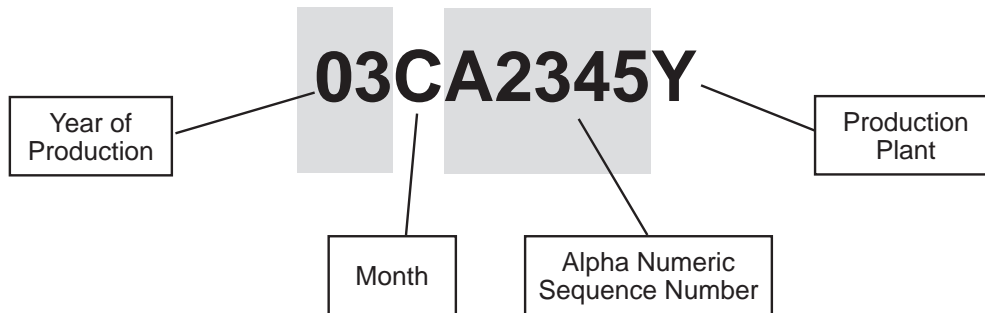 03CA2345Y
Year of
Production
Production
Plant
Month
Alpha Numeric
Sequence Number